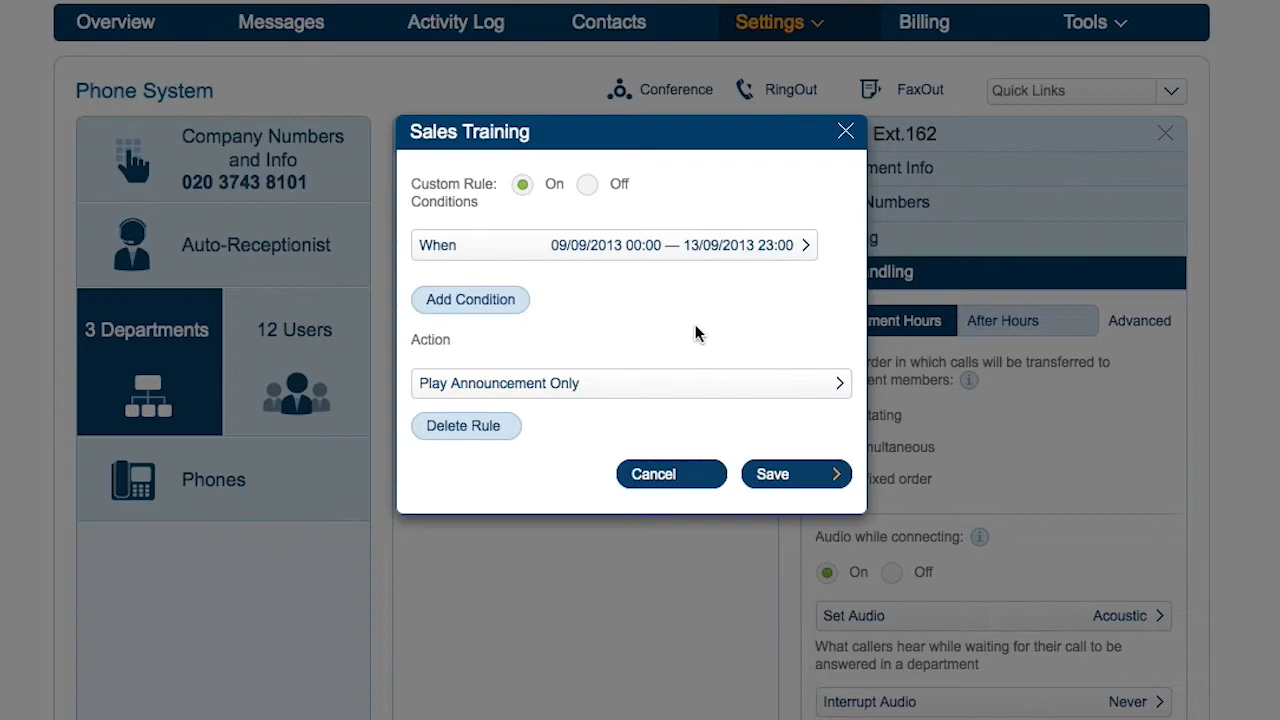 Overview Messages Activity Log Contacts Settings Billing Tools
Phone System
Conference RingOut FaxOut Quick Links
Company Numbers
and Info
020 3743 8101
Auto-Receptionist
3 Departments 12 Users
Phones
Sales Training
Custom Rule: On Off
Conditions
When 09/09/2013 00:00 — 13/09/2013 23:00
Add Condition
Action
Play Announcement Only
Delete Rule
Cancel Save
Ext.162
ment Info
Numbers
g
ndling
ment Hours After Hours Advanced
rder in which calls will be transferred to
ent members:
tating
multaneous
ixed order
Audio while connecting:
On Off
Set Audio Acoustic
What callers hear while waiting for their call to be
answered in a department
Interrupt Audio Never